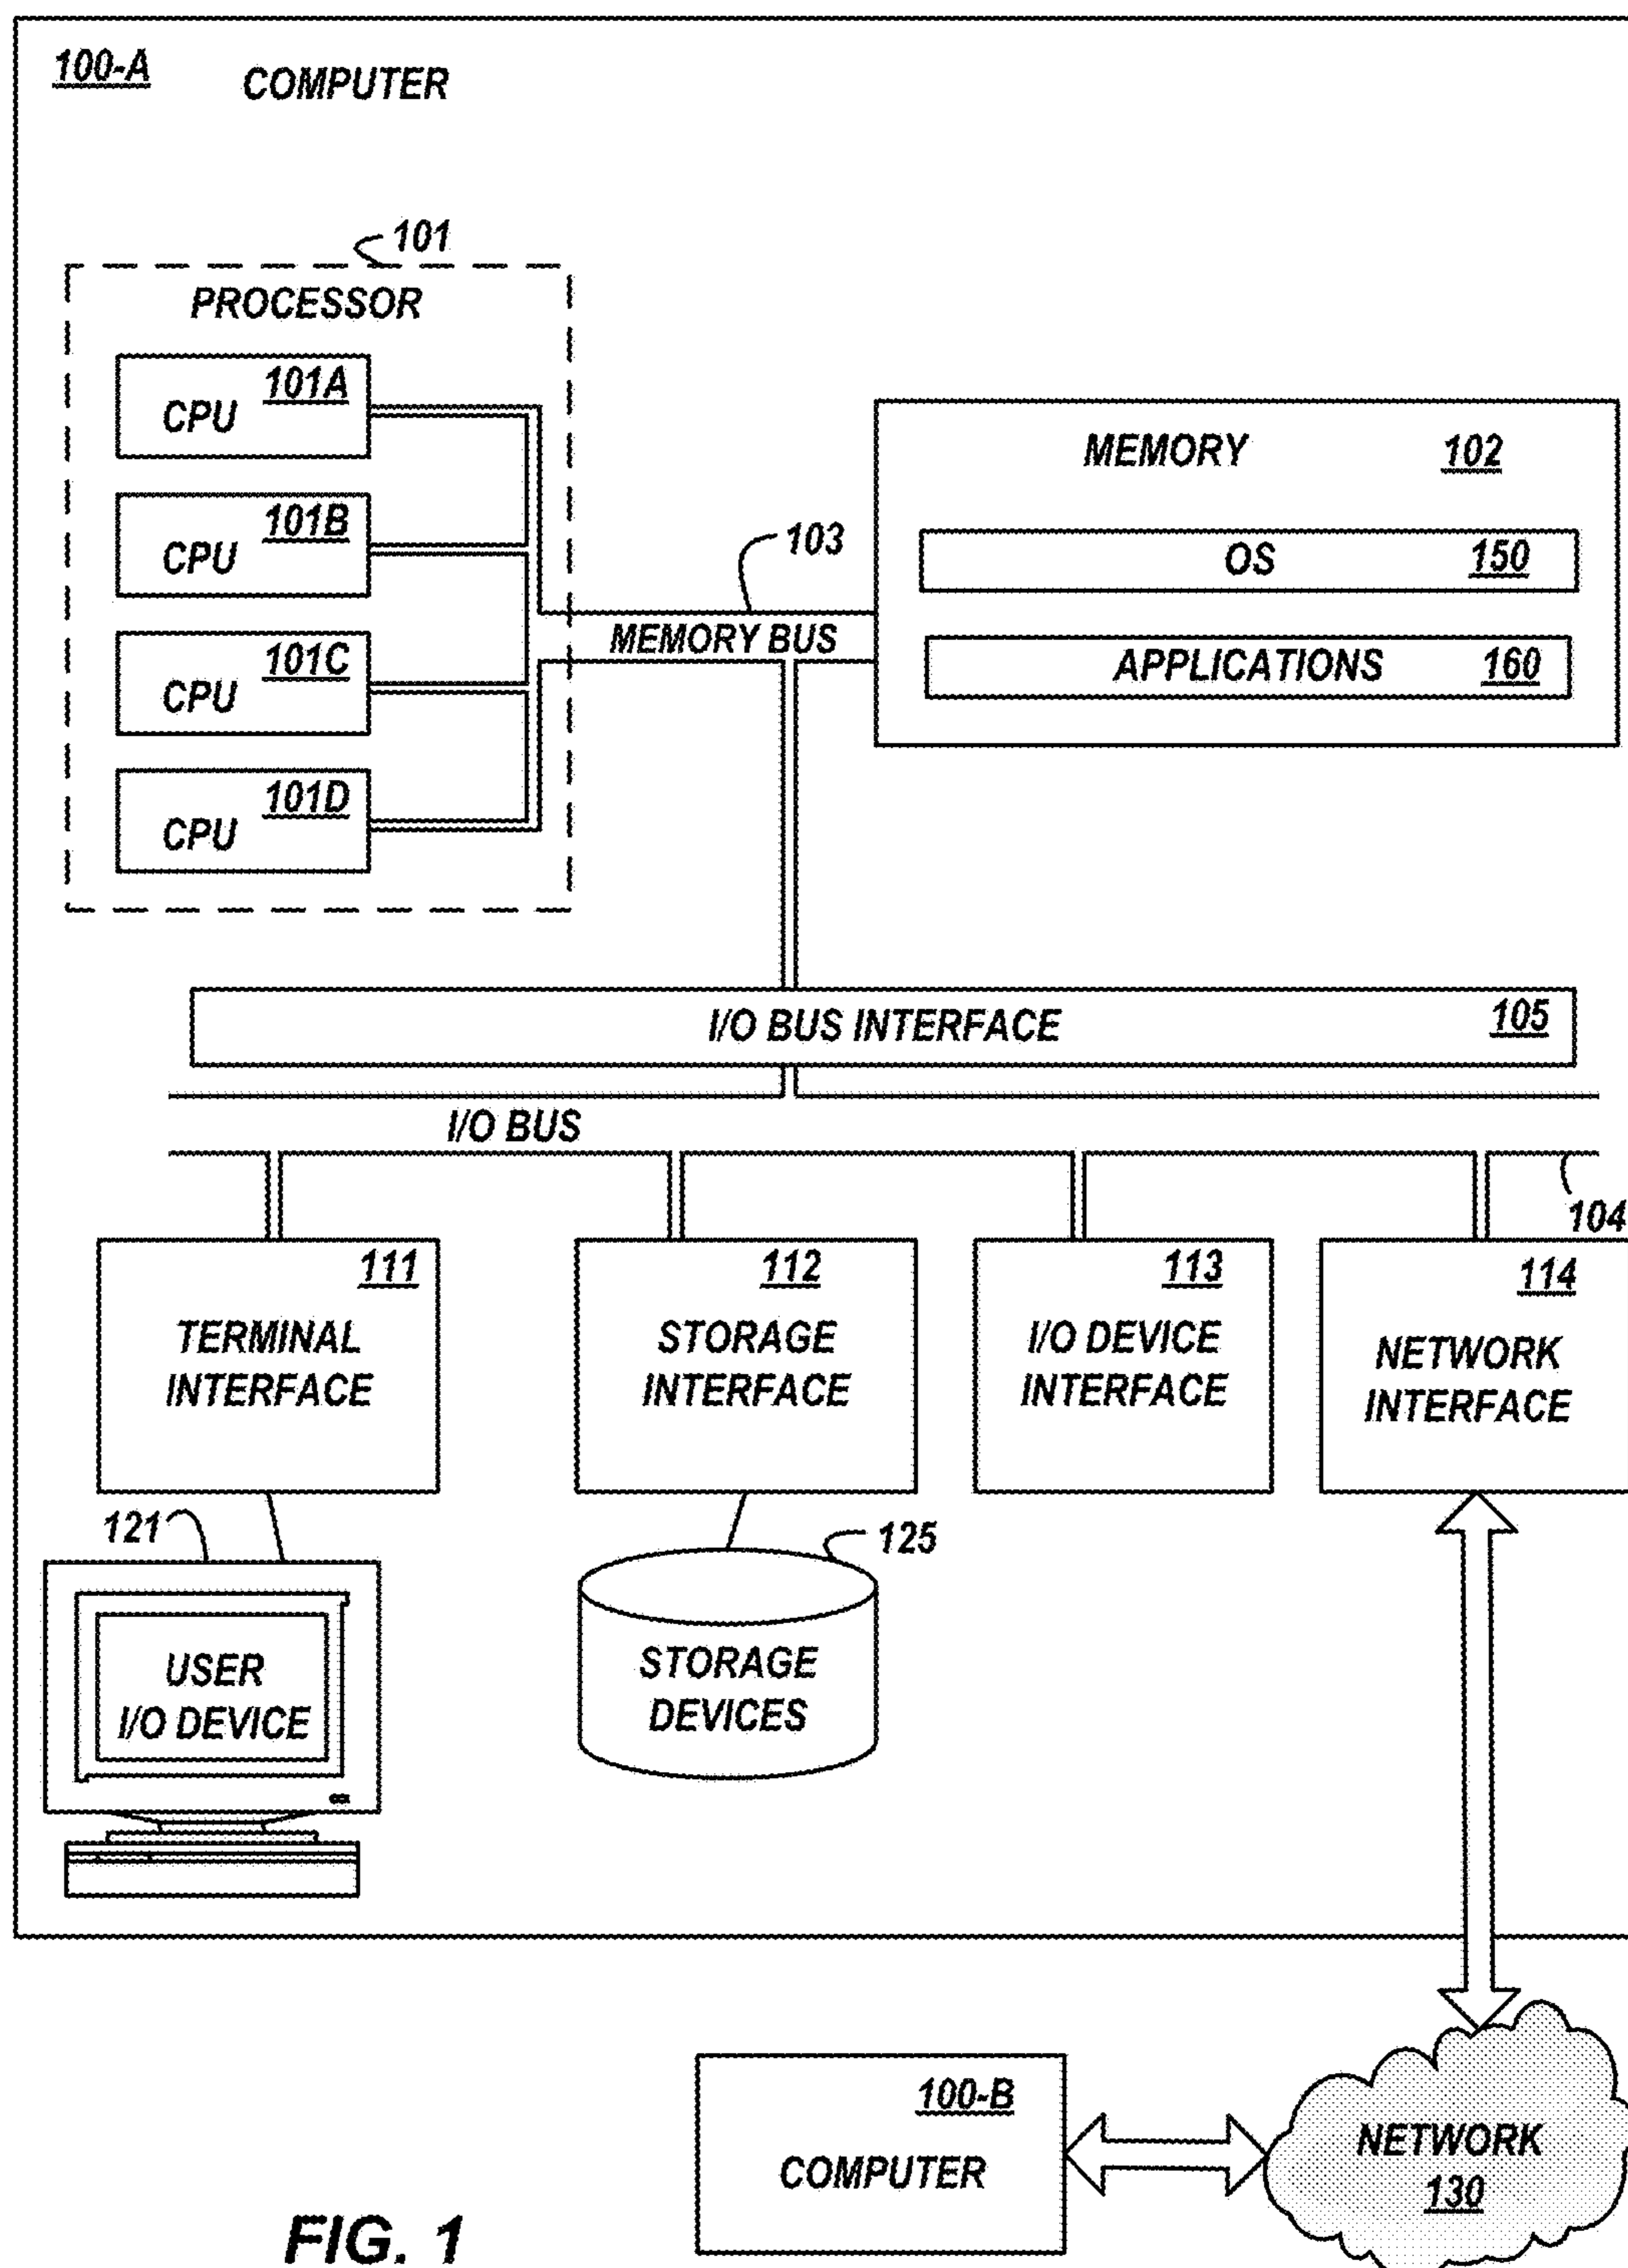 100-A COMPUTER
101
PROCESSOR
101A
CPU
101B
CPU
101C
CPU
101D
CPU
103
MEMORY BUS
MEMORY 102
OS 150
APPLICATIONS 160
I/O BUS INTERFACE 105
I/O BUS
104
111
TERMINAL
INTERFACE
112
STORAGE
INTERFACE
113
I/O DEVICE
INTERFACE
114
NETWORK
INTERFACE
121
USER
I/O DEVICE
125
STORAGE
DEVICES
100-B
COMPUTER
NETWORK
130
FIG. 1